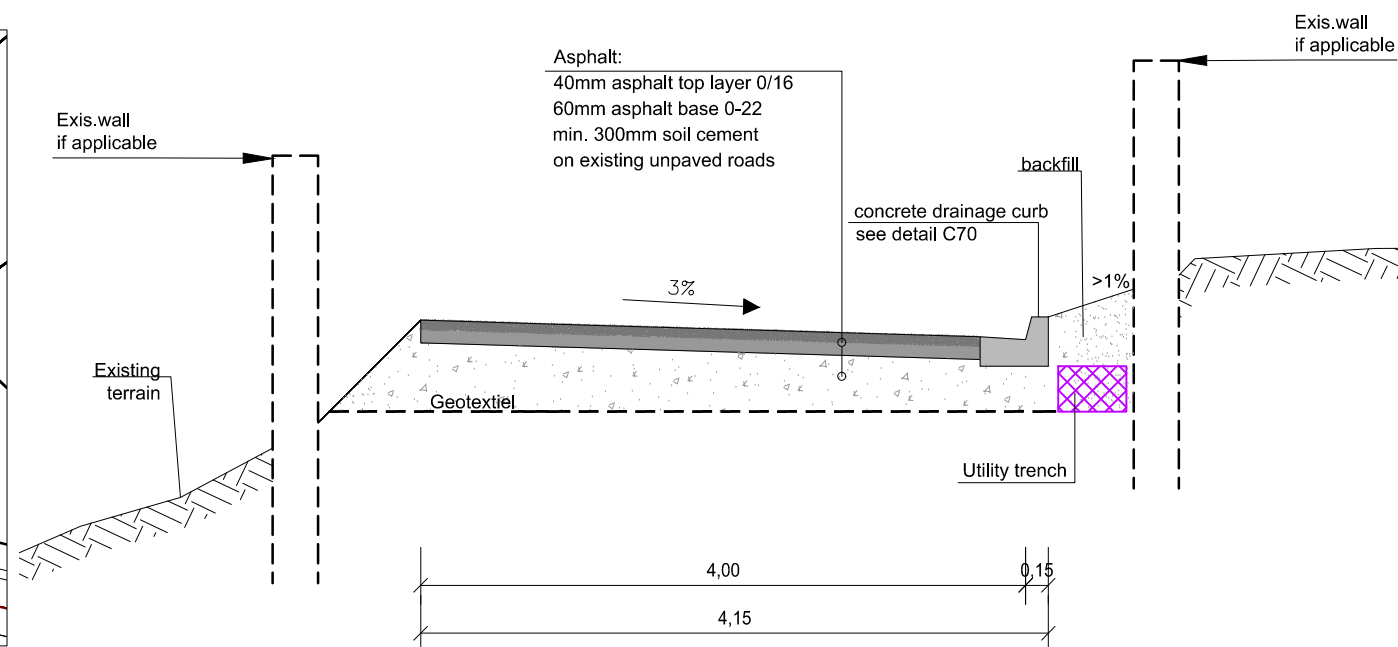 Exis.wall
if applicable
Asphalt:
40mm asphalt top layer 0/16
60mm asphalt base 0-22
min. 300mm soil cement
on existing unpaved roads
Exis.wall
if applicable
backfill
concrete drainage curb
see detail C70
>1%
3%
Existing
terrain
Geotextiel
Utility trench
4,00
0,15
4,15